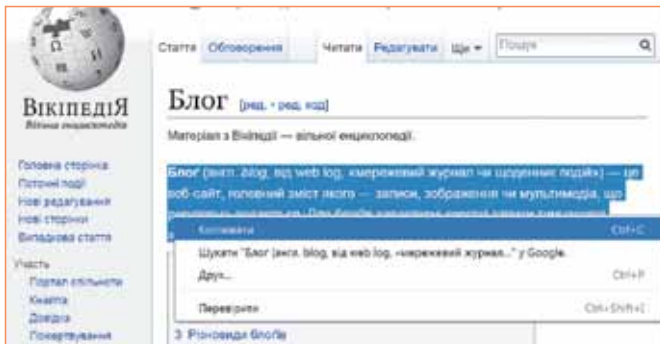 Стаття Обговорення Читати Редагувати Ще Пошук
ВІКІПЕДІЯ
Вільна енциклопедія
Блог [ред. • ред. код]
Матеріал з Вікіпедії — вільної енциклопедії.
Головна сторінка
Поточні події
Нові редагування
Нові сторінки
Випадкова стаття
Участь
Портал спільноти
Кнайпа
Довідка
Пожертвування
Блог (англ. blog, від web log, «мережевий журнал чи щоденник подій») — це
веб-сайт, головний зміст якого — записи, зображення чи мультимедіа, що
Копіювати Ctrl+C
Шукати "Блог (англ. blog, від web log, «мережевий журнал..." у Google.
Друк... Ctrl+P
Перевірити Ctrl+Shift+I
3 Різновиди блогів